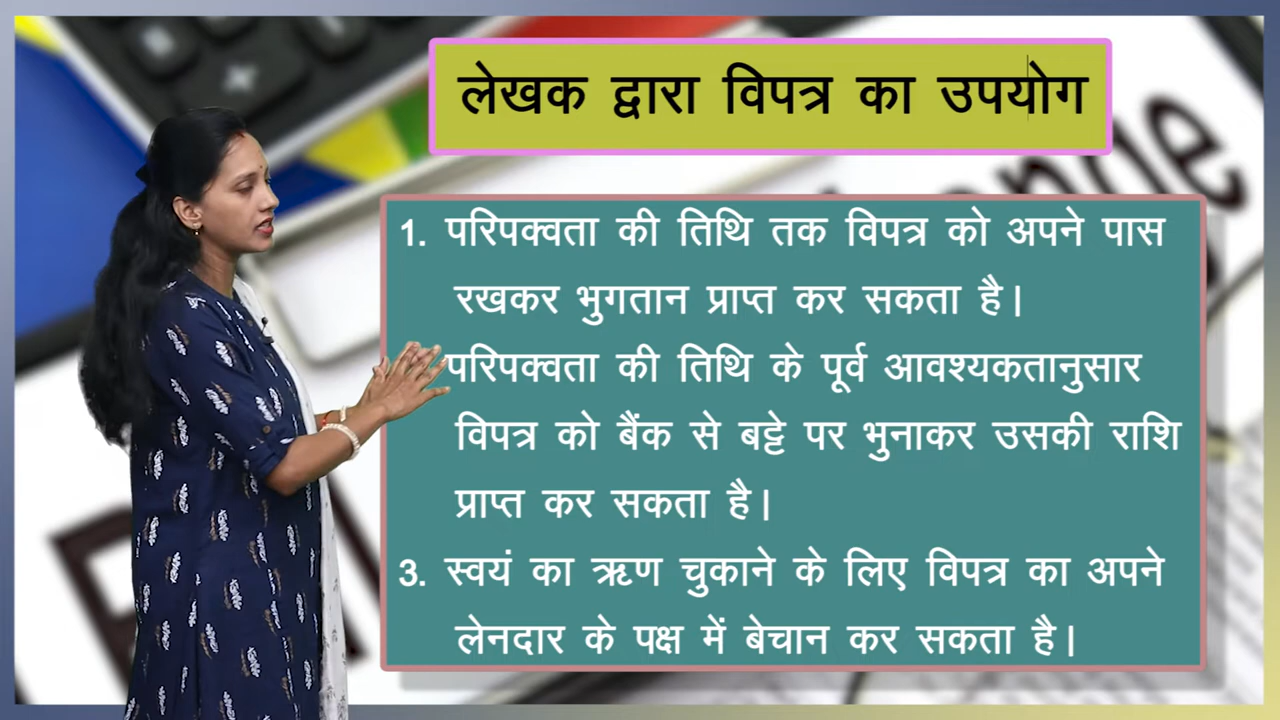 लेखक द्वारा विपत्र का उपयोग
1. परिपक्वता की तिथि तक विपत्र को अपने पास
रखकर भुगतान प्राप्त कर सकता है।
परिपक्वता की तिथि के पूर्व आवश्यकतानुसार
विपत्र को बैंक से बट्टे पर भुनाकर उसकी राशि
प्राप्त कर सकता है।
3. स्वयं का ऋण चुकाने के लिए विपत्र का अपने
लेनदार के पक्ष में बेचान कर सकता है।